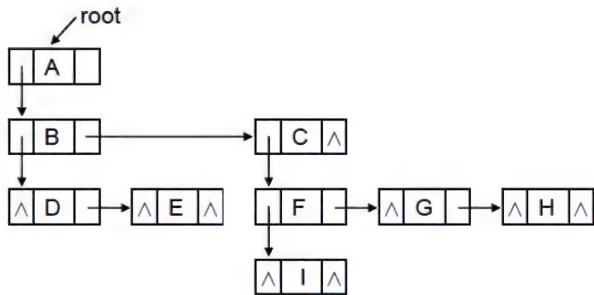 root
A
B C ∧
∧ D ∧ E ∧ F ∧ G ∧ H ∧
∧ I ∧